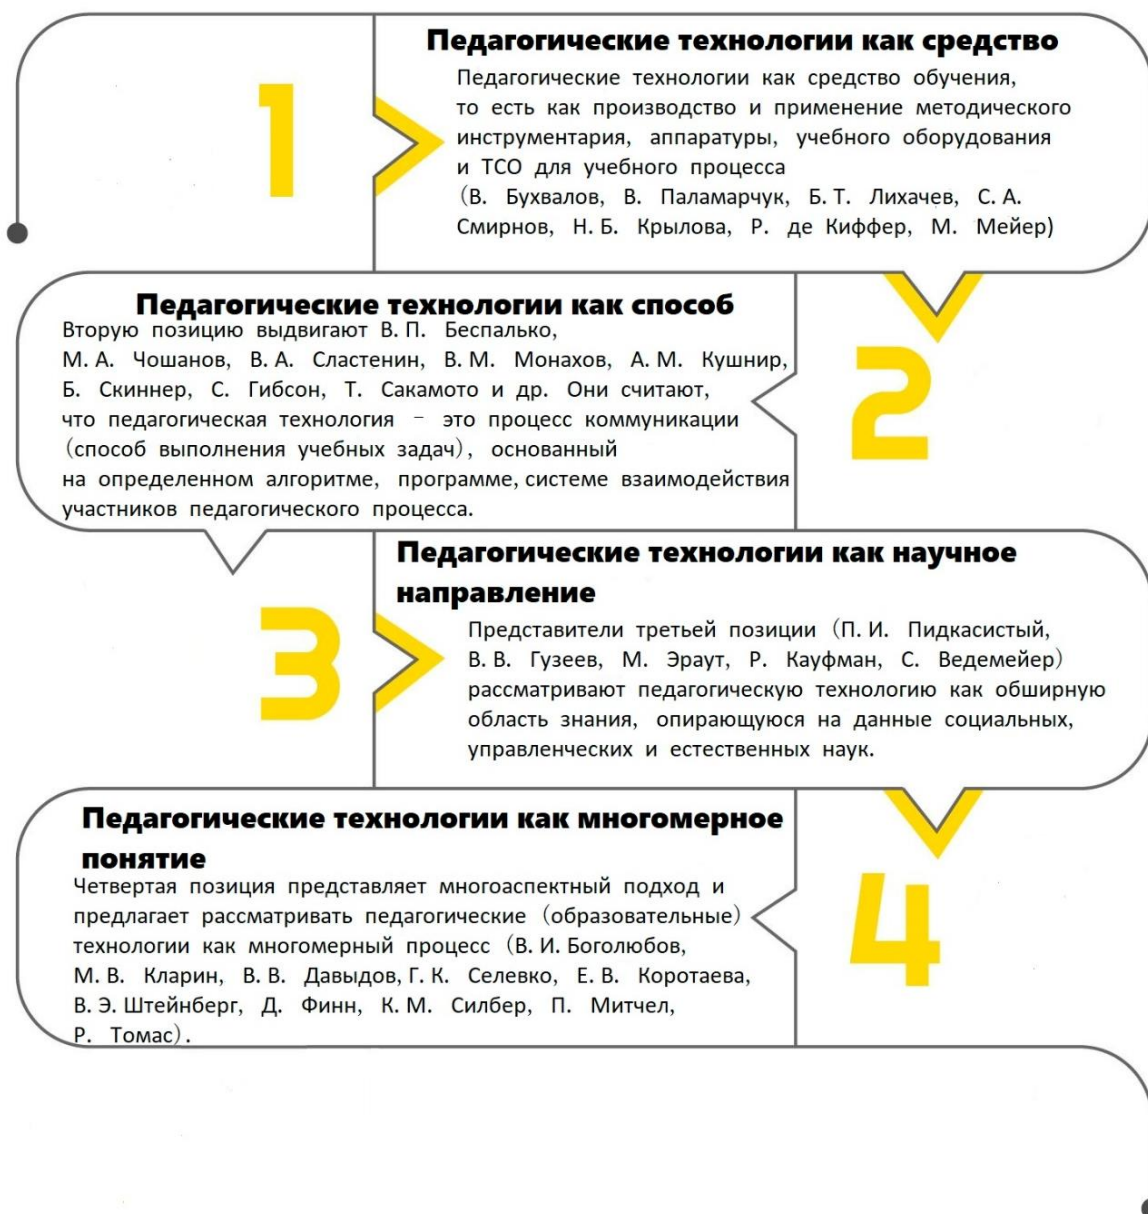 1
Педагогические технологии как средство
Педагогические технологии как средство обучения,
то есть как производство и применение методического
инструментария, аппаратуры, учебного оборудования
и ТСО для учебного процесса
(В. Бухвалов, В. Паламарчук, Б. Т. Лихачев, С. А.
Смирнов, Н. Б. Крылова, Р. де Киффер, М. Мейер)
Педагогические технологии как способ
Вторую позицию выдвигают В. П. Беспалько,
М. А. Чошанов, В. А. Сластенин, В. М. Монахов, А. М. Кушнир,
Б. Скиннер, С. Гибсон, Т. Сакамото и др. Они считают,
что педагогическая технология – это процесс коммуникации
(способ выполнения учебных задач), основанный
на определенном алгоритме, программе, системе взаимодействия
участников педагогического процесса.
2
3
Педагогические технологии как научное
направление
Представители третьей позиции (П. И. Пидкасистый,
В. В. Гузеев, М. Эраут, Р. Кауфман, С. Ведемейер)
рассматривают педагогическую технологию как обширную
область знания, опирающуюся на данные социальных,
управленческих и естественных наук.
Педагогические технологии как многомерное
понятие
Четвертая позиция представляет многоаспектный подход и
предлагает рассматривать педагогические (образовательные)
технологии как многомерный процесс (В. И. Боголюбов,
М. В. Кларин, В. В. Давыдов, Г. К. Селевко, Е. В. Коротаева,
В. Э. Штейнберг, Д. Финн, К. М. Силбер, П. Митчел,
Р. Томас).
4